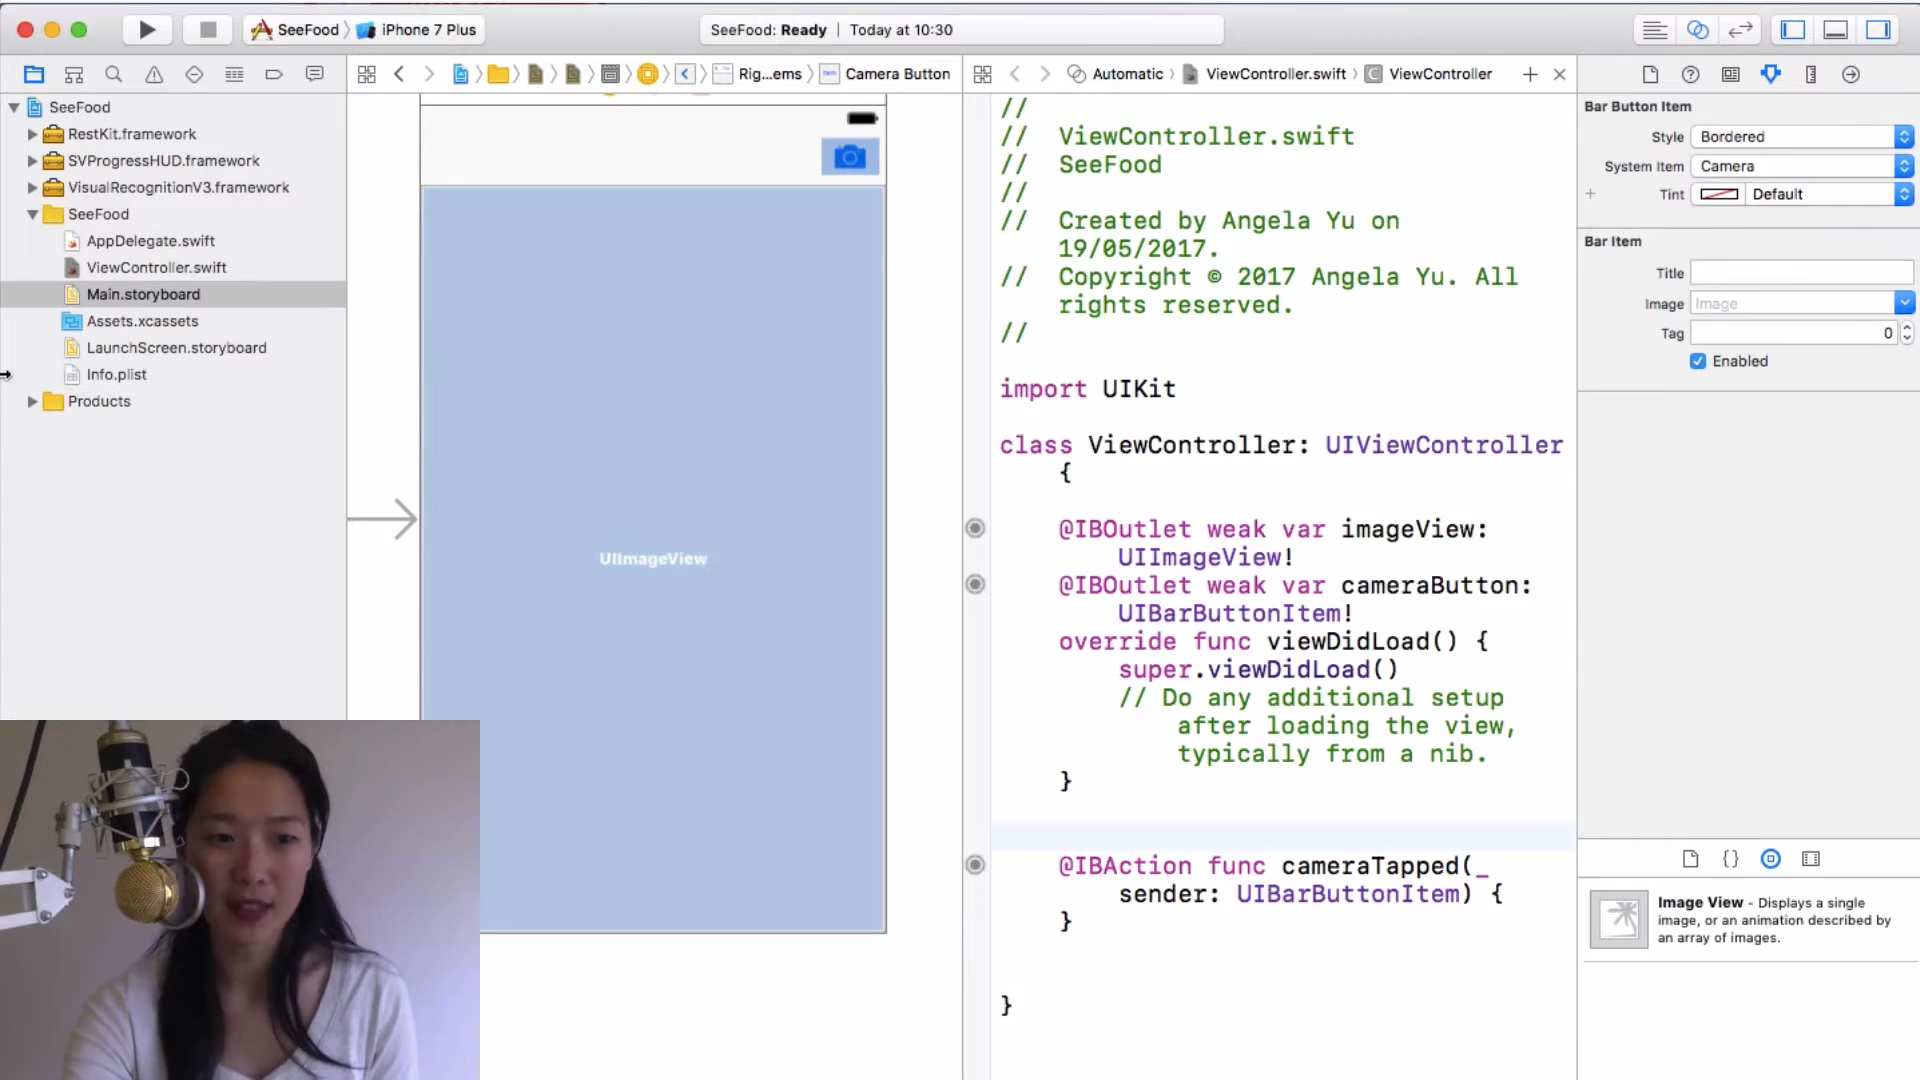 SeeFood
iPhone 7 Plus
SeeFood: Ready | Today at 10:30
Rig...ems
Camera Button
Automatic
ViewController.swift
ViewController
SeeFood
RestKit.framework
SVProgressHUD.framework
VisualRecognitionV3.framework
SeeFood
AppDelegate.swift
ViewController.swift
Main.storyboard
Assets.xcassets
LaunchScreen.storyboard
Info.plist
Products
UIImageView
//
// ViewController.swift
// SeeFood
//
// Created by Angela Yu on
19/05/2017.
// Copyright © 2017 Angela Yu. All
rights reserved.
//
import UIKit
class ViewController: UIViewController
{
@IBOutlet weak var imageView:
UIImageView!
@IBOutlet weak var cameraButton:
UIBarButtonItem!
override func viewDidLoad() {
super.viewDidLoad()
// Do any additional setup
after loading the view,
typically from a nib.
}
@IBAction func cameraTapped(_
sender: UIBarButtonItem) {
}
}
Bar Button Item
Style Bordered
System Item Camera
Tint Default
Bar Item
Title
Image Image
Tag 0
Enabled
Image View - Displays a single
image, or an animation described by
an array of images.